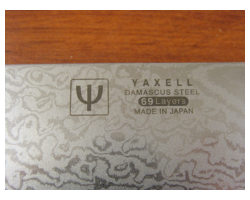 Ψ
YAXELL
DAMASCUS STEEL
69 Layers
MADE IN JAPAN